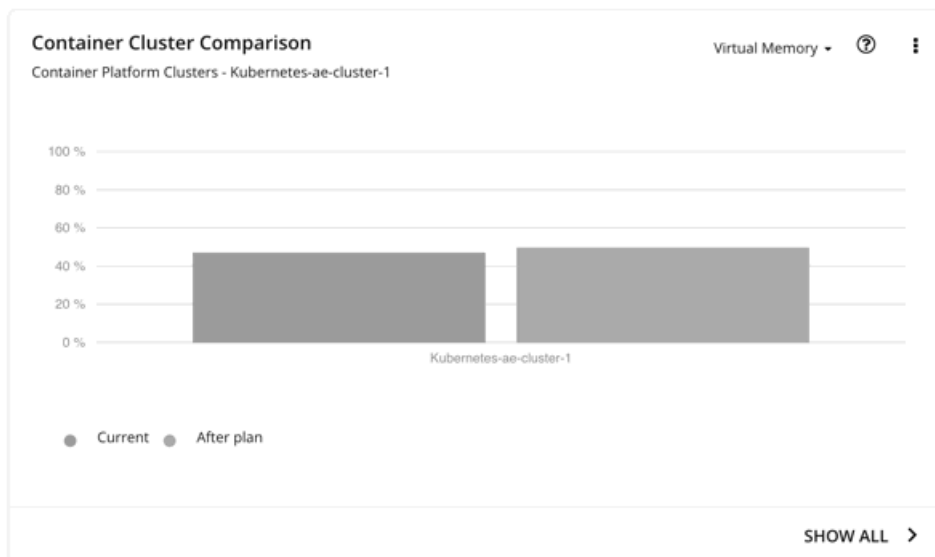 Container Cluster Comparison
Virtual Memory
Container Platform Clusters - Kubernetes-ae-cluster-1
100 %
80 %
60 %
40 %
20 %
0 %
Kubernetes-ae-cluster-1
Current
After plan
SHOW ALL